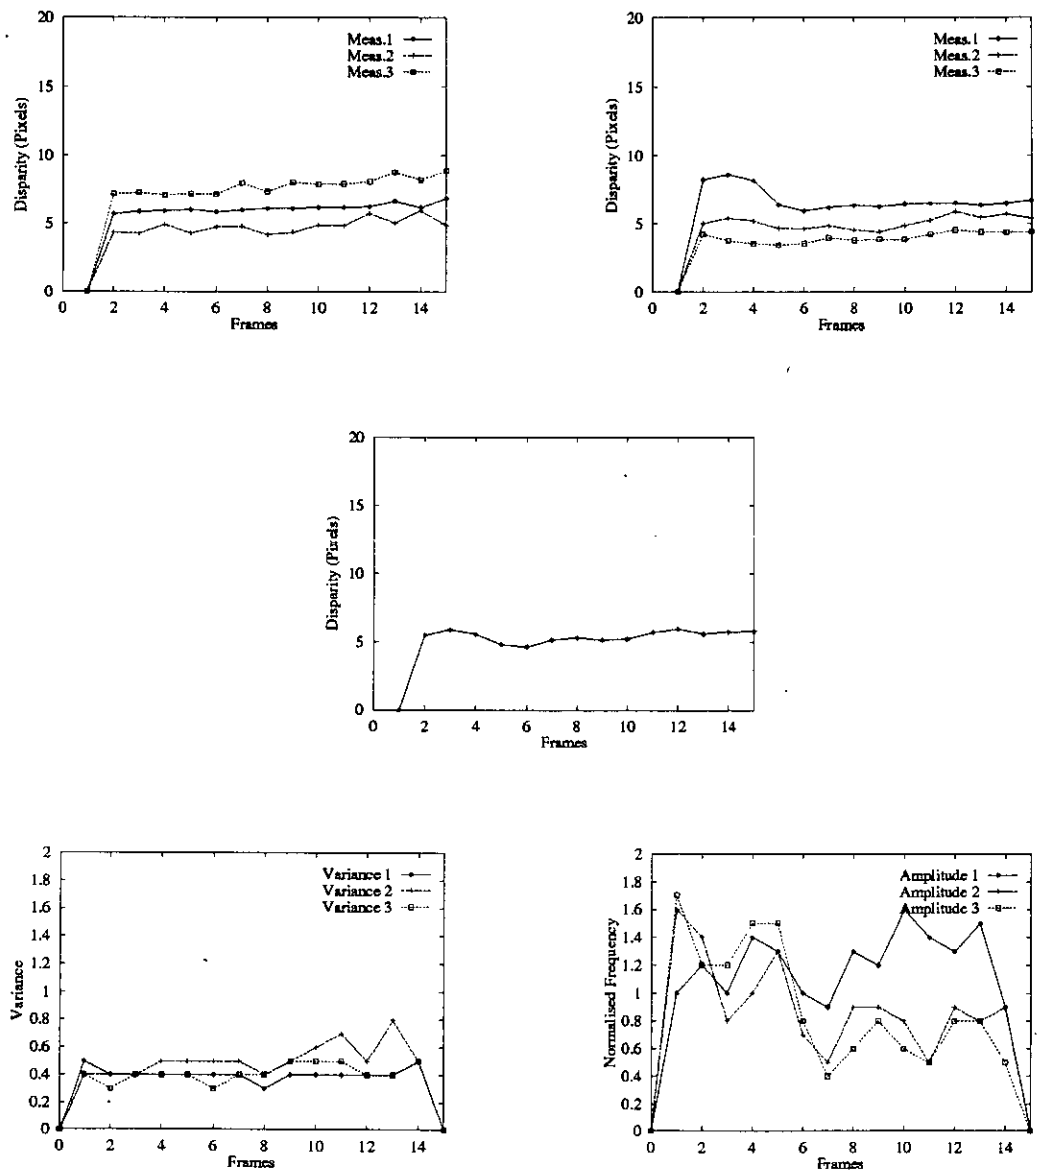 20
15
10
5
0
Disparity (Pixels)
Meas.1
Meas.2
Meas.3
0 2 4 6 8 10 12 14
Frames
20
15
10
5
0
Disparity (Pixels)
Meas.1
Meas.2
Meas.3
0 2 4 6 8 10 12 14
Frames
20
15
10
5
0
Disparity (Pixels)
0 2 4 6 8 10 12 14
Frames
2
1.8
1.6
1.4
1.2
1
0.8
0.6
0.4
0.2
0
Variance
Variance 1
Variance 2
Variance 3
0 2 4 6 8 10 12 14
Frames
2
1.8
1.6
1.4
1.2
1
0.8
0.6
0.4
0.2
0
Normalised Frequency
Amplitude 1
Amplitude 2
Amplitude 3
0 2 4 6 8 10 12 14
Frames